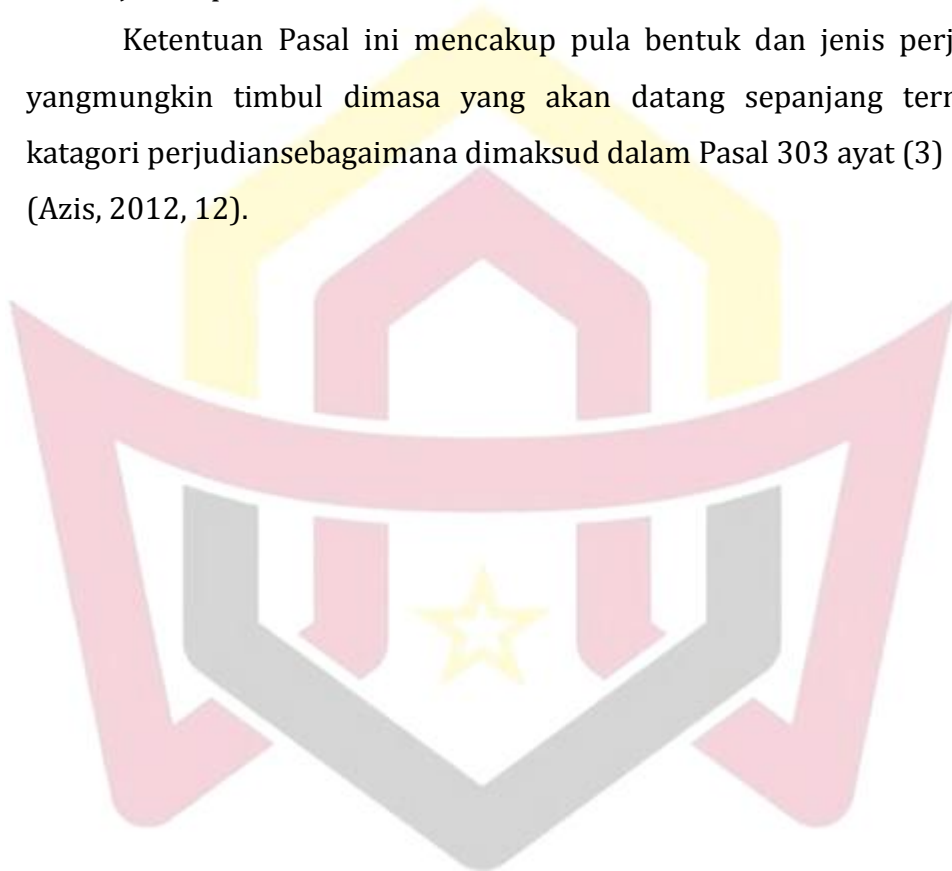 Ketentuan Pasal ini mencakup pula bentuk dan jenis perj
yangmungkin timbul dimasa yang akan datang sepanjang ter
katagori perjudiansebagaimana dimaksud dalam Pasal 303 ayat (3)
(Azis, 2012, 12).